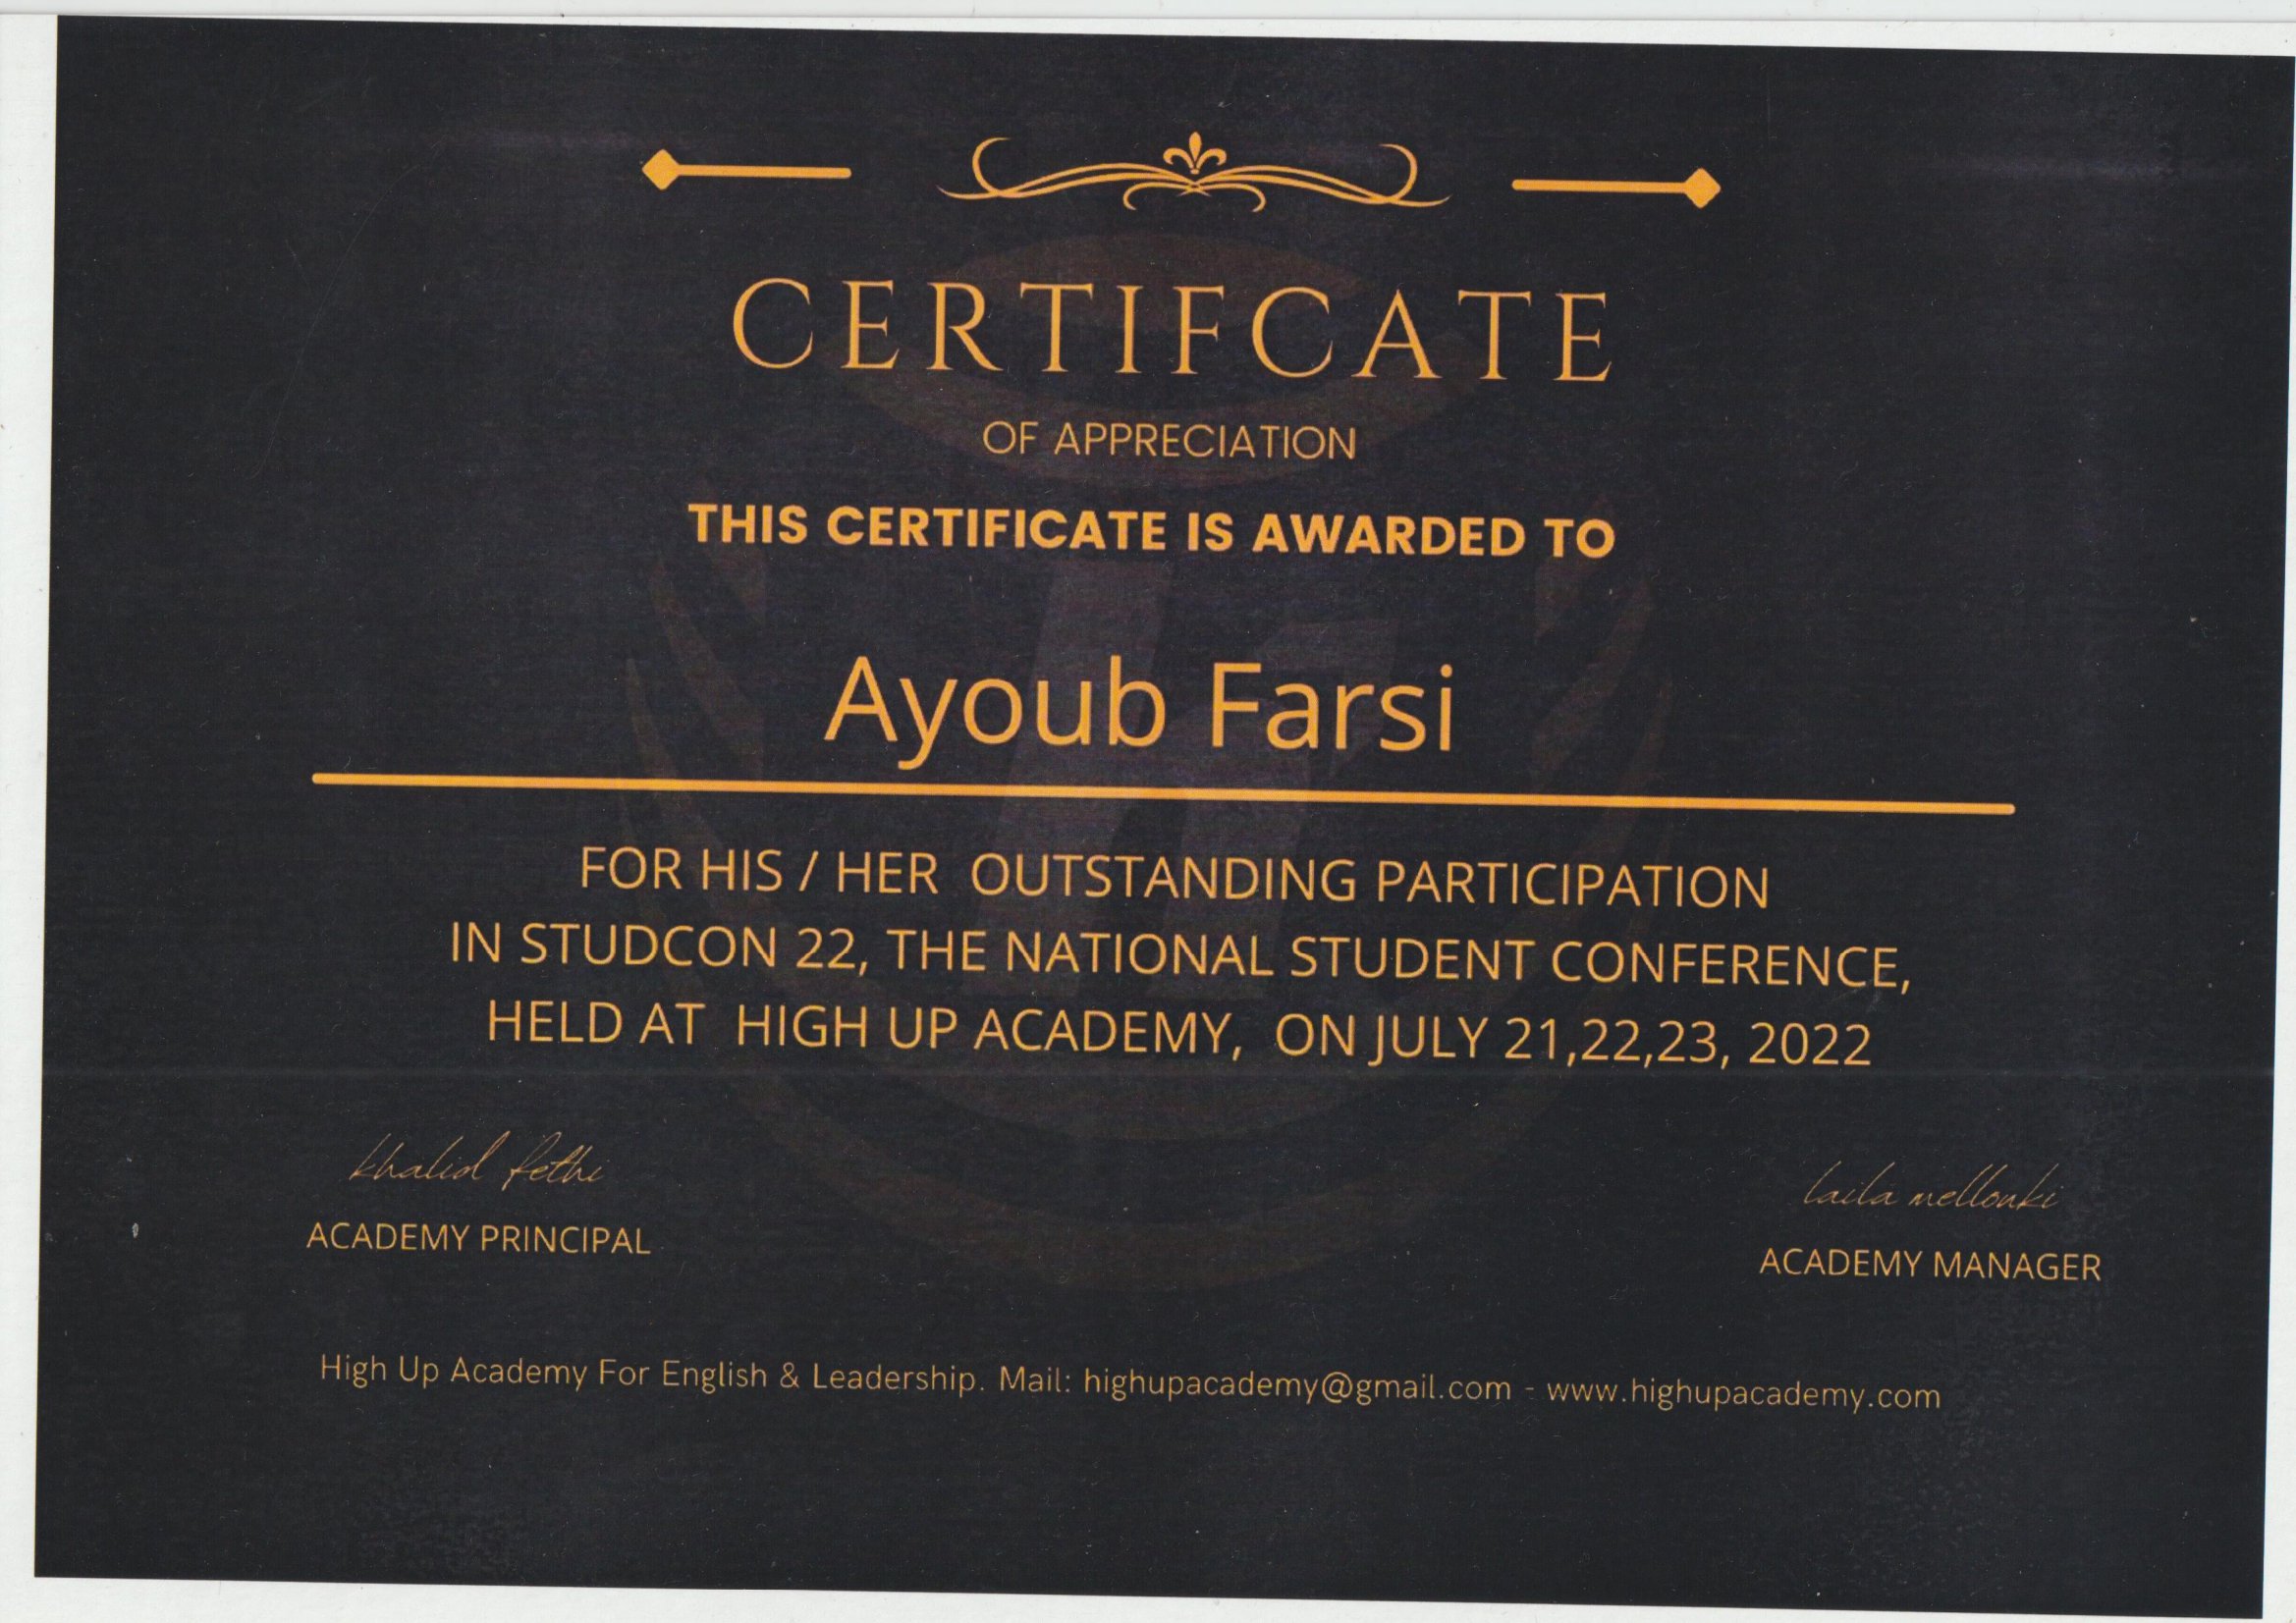 CERTIFCATE
OF APPRECIATION
THIS CERTIFICATE IS AWARDED TO
Ayoub Farsi
FOR HIS / HER OUTSTANDING PARTICIPATION
IN STUDCON 22, THE NATIONAL STUDENT CONFERENCE,
HELD AT HIGH UP ACADEMY, ON JULY 21,22,23, 2022
khalid fethi
ACADEMY PRINCIPAL
laila mellouki
ACADEMY MANAGER
High Up Academy For English & Leadership. Mail: highupacademy@gmail.com - www.highupacademy.com